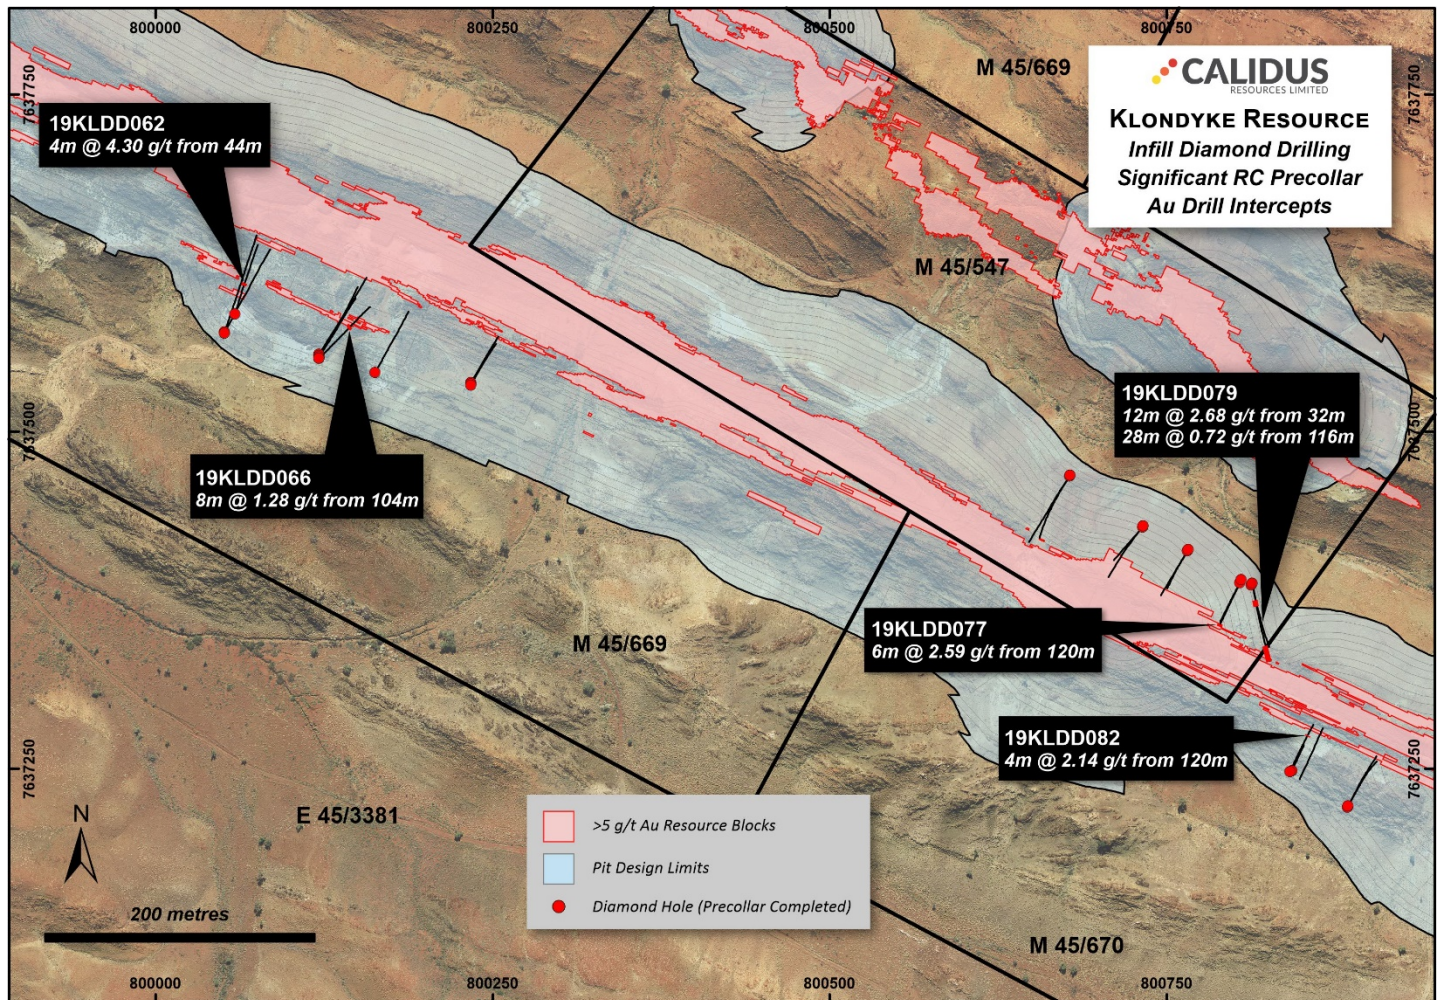 800000
800250
800500
800750
7637750
7637750
M 45/669
CALIDUS
RESOURCES LIMITED
KLONDYKE RESOURCE
Infill Diamond Drilling
Significant RC Precollar
Au Drill Intercepts
19KLDD062
4m @ 4.30 g/t from 44m
M 45/547
19KLDD079
12m @ 2.68 g/t from 32m
28m @ 0.72 g/t from 116m
7637500
7637500
19KLDD066
8m @ 1.28 g/t from 104m
19KLDD077
6m @ 2.59 g/t from 120m
M 45/669
19KLDD082
4m @ 2.14 g/t from 120m
7637250
7637250
E 45/3381
N
200 metres
>5 g/t Au Resource Blocks
Pit Design Limits
Diamond Hole (Precollar Completed)
M 45/670
800000
800250
800500
800750